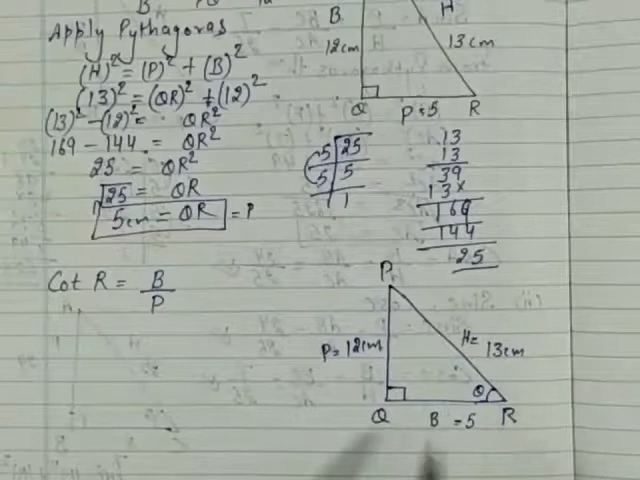 B
Apply Pythagoras
(H)² = (P)² + (B)²
(13)² = (QR)² + (12)²
(13)² - (12)² = QR²
169 - 144 = QR²
25 = QR²
√25 = QR
5cm = QR = P
B
12cm
H
13cm
Q
P = 5
R
5 25
5 5
1
13
13
39
13x
169
144
25
Cot R = B/P
P
P = 12cm
H = 13cm
θ
Q
B = 5
R